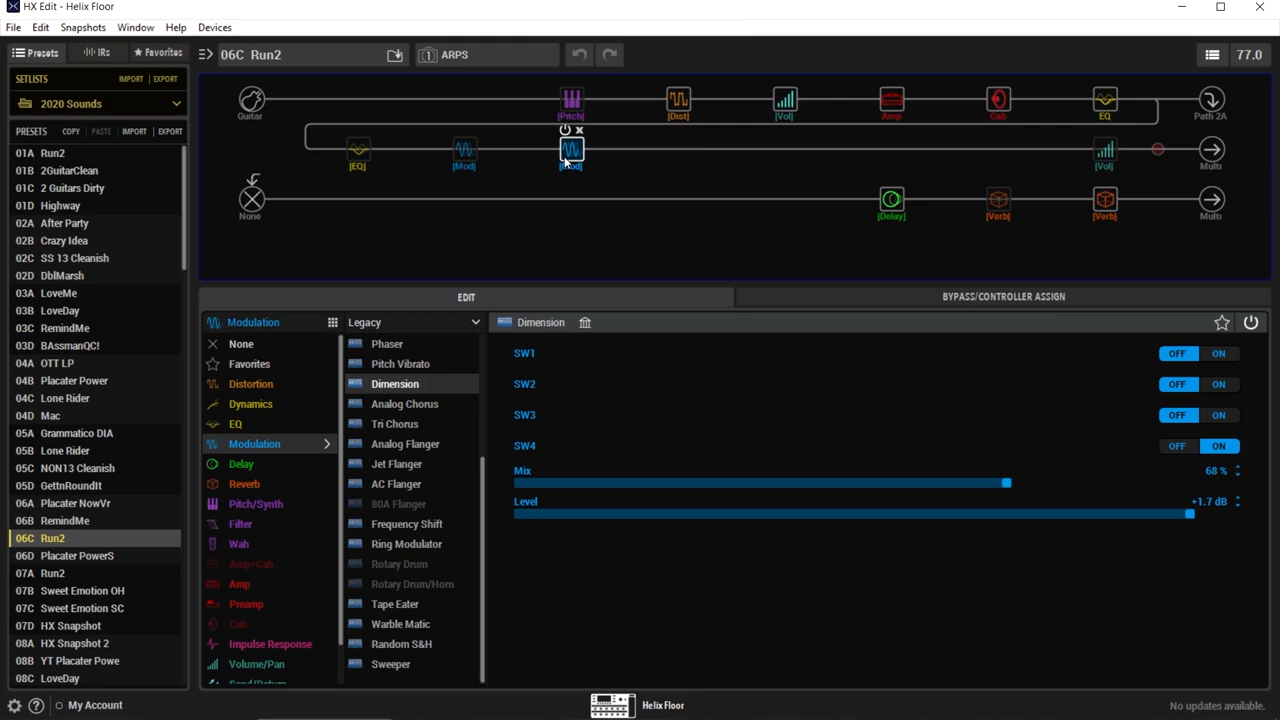 HX Edit - Helix Floor
File Edit Snapshots Window Help Devices
Presets IRs Favorites
06C Run2
1 ARPS
77.0
SETLISTS IMPORT EXPORT
2020 Sounds
PRESETS COPY PASTE IMPORT EXPORT
01A Run2
01B 2GuitarClean
01C 2 Guitars Dirty
01D Highway
02A After Party
02B Crazy Idea
02C SS 13 Cleanish
02D DblMarsh
03A LoveMe
03B LoveDay
03C RemindMe
03D BAssmanQC!
04A OTT LP
04B Placater Power
04C Lone Rider
04D Mac
05A Grammatico DIA
05B Lone Rider
05C NON13 Cleanish
05D GettnRoundIt
06A Placater NowVr
06B RemindMe
06C Run2
06D Placater PowerS
07A Run2
07B Sweet Emotion OH
07C Sweet Emotion SC
07D HX Snapshot
08A HX Snapshot 2
08B YT Placater Powe
08C LoveDay
Guitar [Pitch] [Dist] [Vol] Amp Cab EQ Path 2A
[EQ] [Mod] [Mod] [Vol] Multi
None [Delay] [Verb] [Verb] Multi
EDIT BYPASS/CONTROLLER ASSIGN
Modulation
None
Favorites
Distortion
Dynamics
EQ
Modulation
Delay
Reverb
Pitch/Synth
Filter
Wah
Amp+Cab
Amp
Preamp
Cab
Impulse Response
Volume/Pan
Send/Return
Legacy
Phaser
Pitch Vibrato
Dimension
Analog Chorus
Tri Chorus
Analog Flanger
Jet Flanger
AC Flanger
80A Flanger
Frequency Shift
Ring Modulator
Rotary Drum
Rotary Drum/Horn
Tape Eater
Warble Matic
Random S&H
Sweeper
Dimension
SW1 OFF ON
SW2 OFF ON
SW3 OFF ON
SW4 OFF ON
Mix 68 %
Level +1.7 dB
My Account
Helix Floor
No updates available.